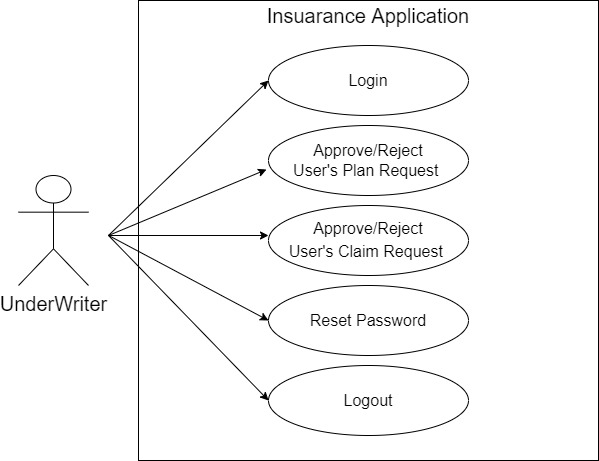 Insuarance Application
Login
Approve/Reject
User's Plan Request
Approve/Reject
User's Claim Request
UnderWriter
Reset Password
Logout